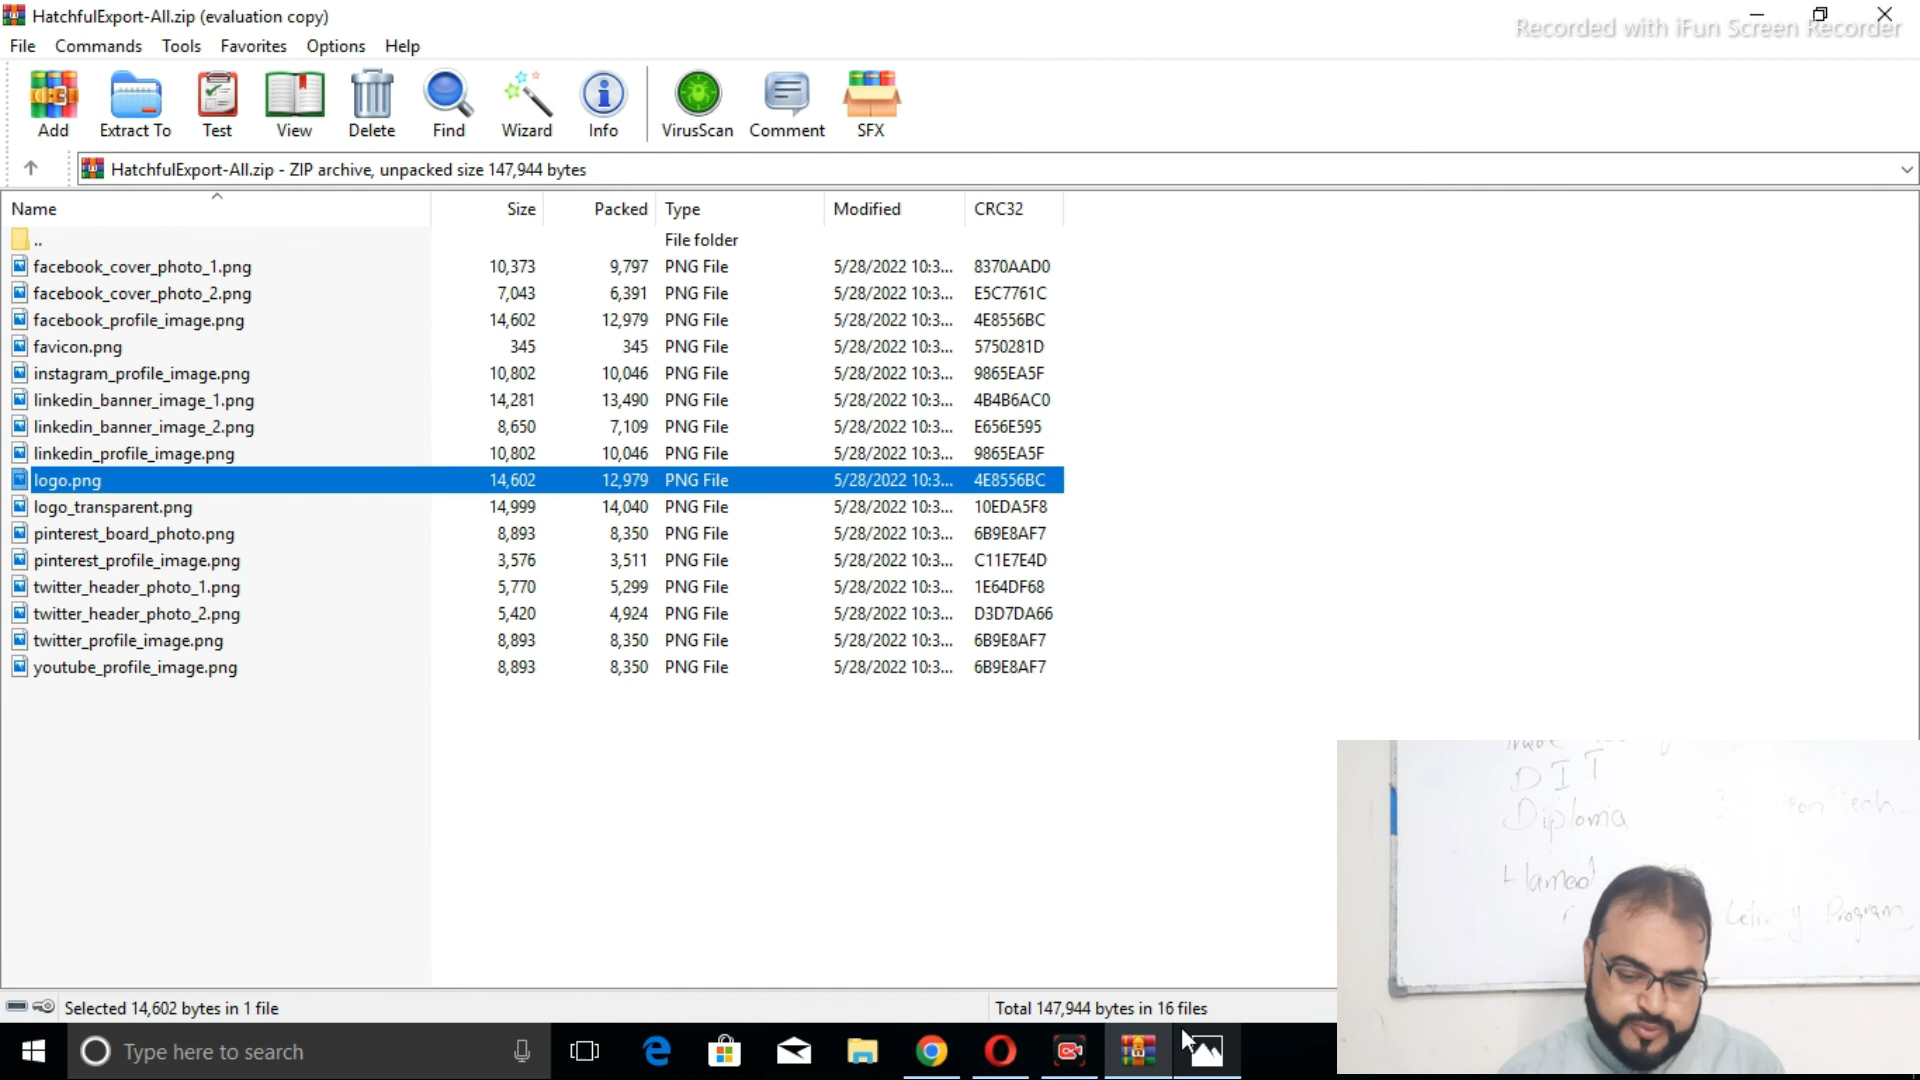 HatchfulExport-All.zip (evaluation copy)
Recorded with iFun Screen Recorder
File Commands Tools Favorites Options Help
Add Extract To Test View Delete Find Wizard Info VirusScan Comment SFX
HatchfulExport-All.zip - ZIP archive, unpacked size 147,944 bytes
Name Size Packed Type Modified CRC32
.. File folder
facebook_cover_photo_1.png 10,373 9,797 PNG File 5/28/2022 10:3... 8370AAD0
facebook_cover_photo_2.png 7,043 6,391 PNG File 5/28/2022 10:3... E5C7761C
facebook_profile_image.png 14,602 12,979 PNG File 5/28/2022 10:3... 4E8556BC
favicon.png 345 345 PNG File 5/28/2022 10:3... 5750281D
instagram_profile_image.png 10,802 10,046 PNG File 5/28/2022 10:3... 9865EA5F
linkedin_banner_image_1.png 14,281 13,490 PNG File 5/28/2022 10:3... 4B4B6AC0
linkedin_banner_image_2.png 8,650 7,109 PNG File 5/28/2022 10:3... E656E595
linkedin_profile_image.png 10,802 10,046 PNG File 5/28/2022 10:3... 9865EA5F
logo.png 14,602 12,979 PNG File 5/28/2022 10:3... 4E8556BC
logo_transparent.png 14,999 14,040 PNG File 5/28/2022 10:3... 10EDA5F8
pinterest_board_photo.png 8,893 8,350 PNG File 5/28/2022 10:3... 6B9E8AF7
pinterest_profile_image.png 3,576 3,511 PNG File 5/28/2022 10:3... C11E7E4D
twitter_header_photo_1.png 5,770 5,299 PNG File 5/28/2022 10:3... 1E64DF68
twitter_header_photo_2.png 5,420 4,924 PNG File 5/28/2022 10:3... D3D7DA66
twitter_profile_image.png 8,893 8,350 PNG File 5/28/2022 10:3... 6B9E8AF7
youtube_profile_image.png 8,893 8,350 PNG File 5/28/2022 10:3... 6B9E8AF7
DIT
Diploma
Hamed
Program
Selected 14,602 bytes in 1 file Total 147,944 bytes in 16 files
Type here to search